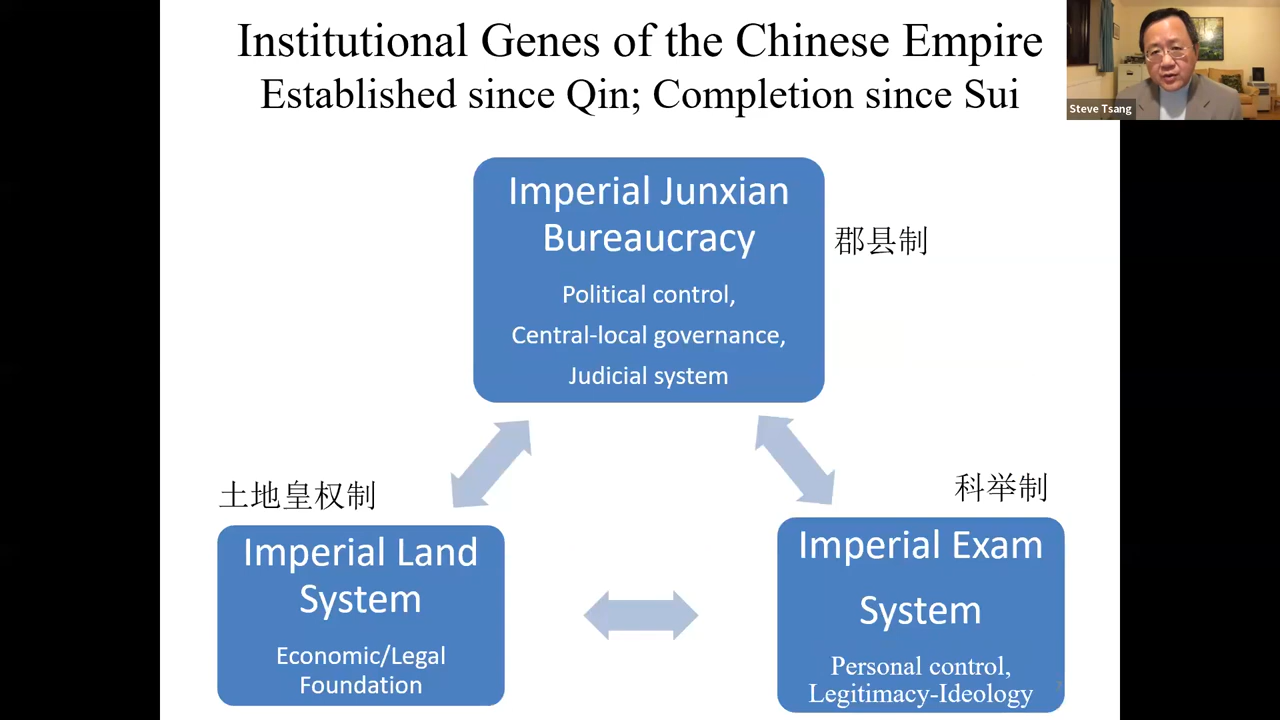 Institutional Genes of the Chinese Empire
Established since Qin; Completion since Sui
Steve Tsang
Imperial Junxian
Bureaucracy
Political control,
Central-local governance,
Judicial system
郡县制
土地皇权制
Imperial Land
System
Economic/Legal
Foundation
科举制
Imperial Exam
System
Personal control,
Legitimacy-Ideology